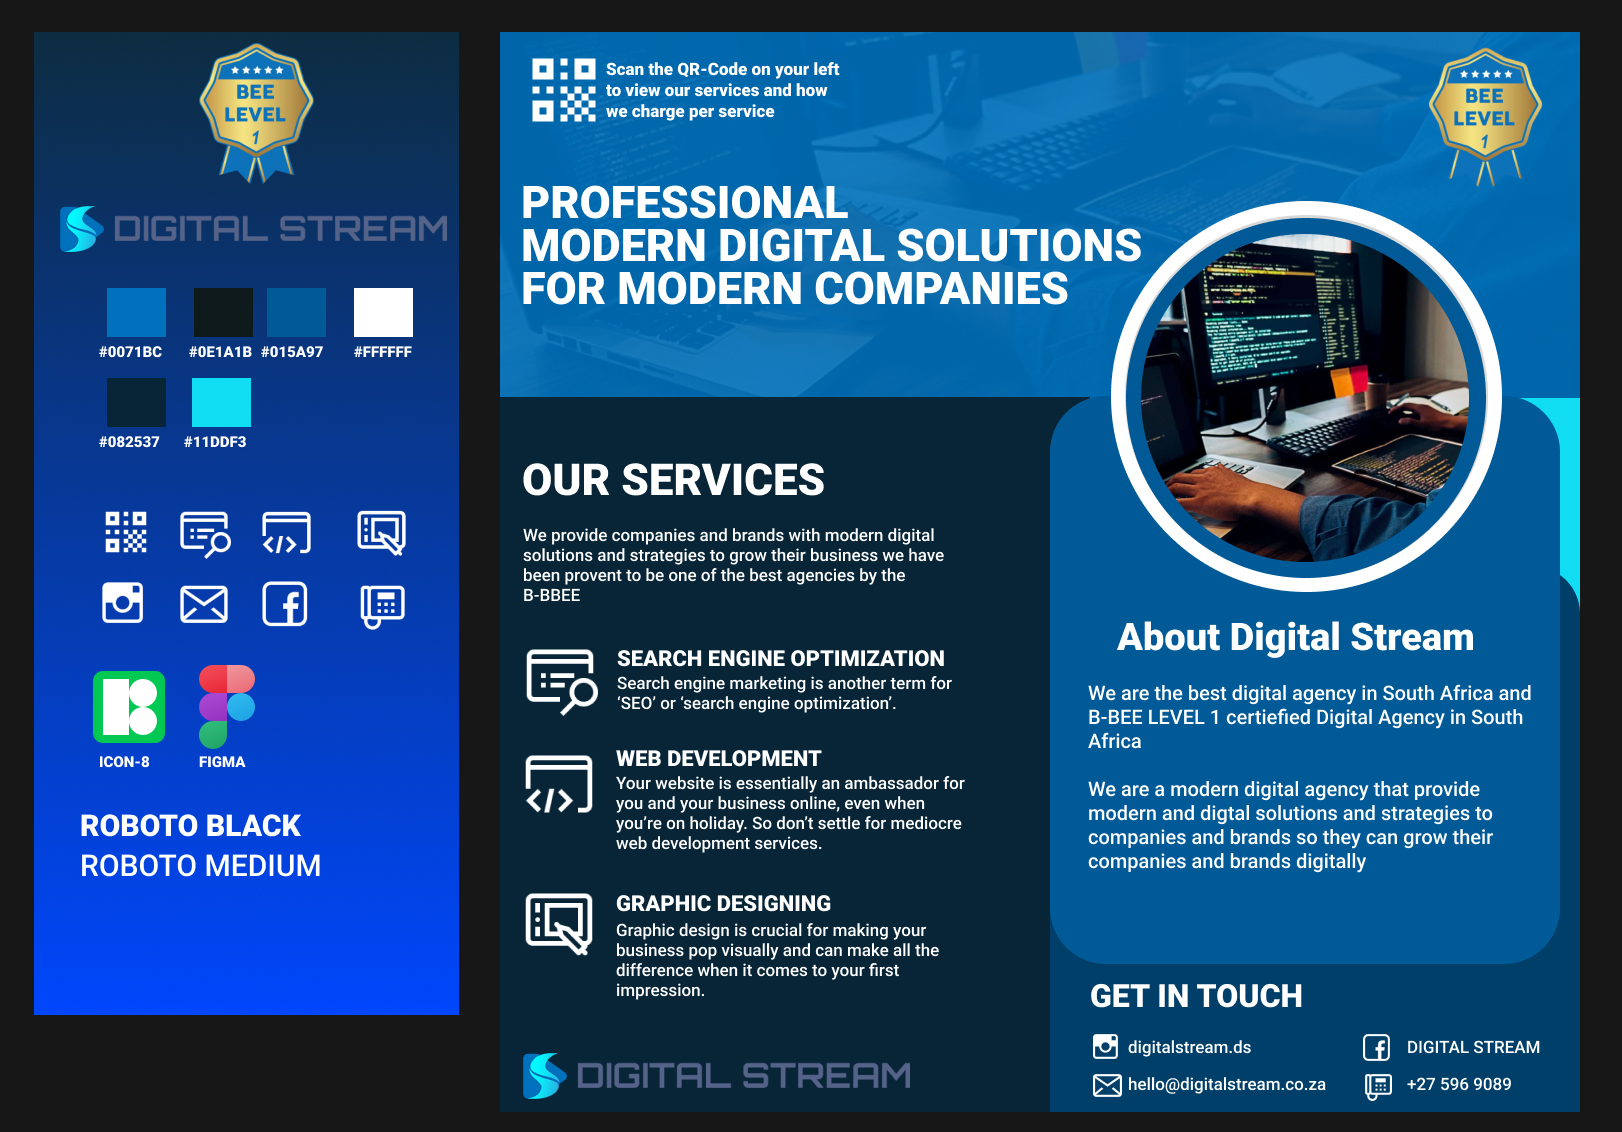 BEE
LEVEL
1
DIGITAL STREAM
#0071BC
#0E1A1B
#015A97
#FFFFFF
#082537
#11DDF3
ICON-8
FIGMA
ROBOTO BLACK
ROBOTO MEDIUM
Scan the QR-Code on your left
to view our services and how
we charge per service
BEE
LEVEL
1
PROFESSIONAL
MODERN DIGITAL SOLUTIONS
FOR MODERN COMPANIES
OUR SERVICES
We provide companies and brands with modern digital
solutions and strategies to grow their business we have
been provent to be one of the best agencies by the
B-BBEE
SEARCH ENGINE OPTIMIZATION
Search engine marketing is another term for
‘SEO’ or ‘search engine optimization’.
WEB DEVELOPMENT
Your website is essentially an ambassador for
you and your business online, even when
you’re on holiday. So don’t settle for mediocre
web development services.
GRAPHIC DESIGNING
Graphic design is crucial for making your
business pop visually and can make all the
difference when it comes to your first
impression.
DIGITAL STREAM
About Digital Stream
We are the best digital agency in South Africa and
B-BEE LEVEL 1 certiefied Digital Agency in South
Africa
We are a modern digital agency that provide
modern and digtal solutions and strategies to
companies and brands so they can grow their
companies and brands digitally
GET IN TOUCH
digitalstream.ds
DIGITAL STREAM
hello@digitalstream.co.za
+27 596 9089